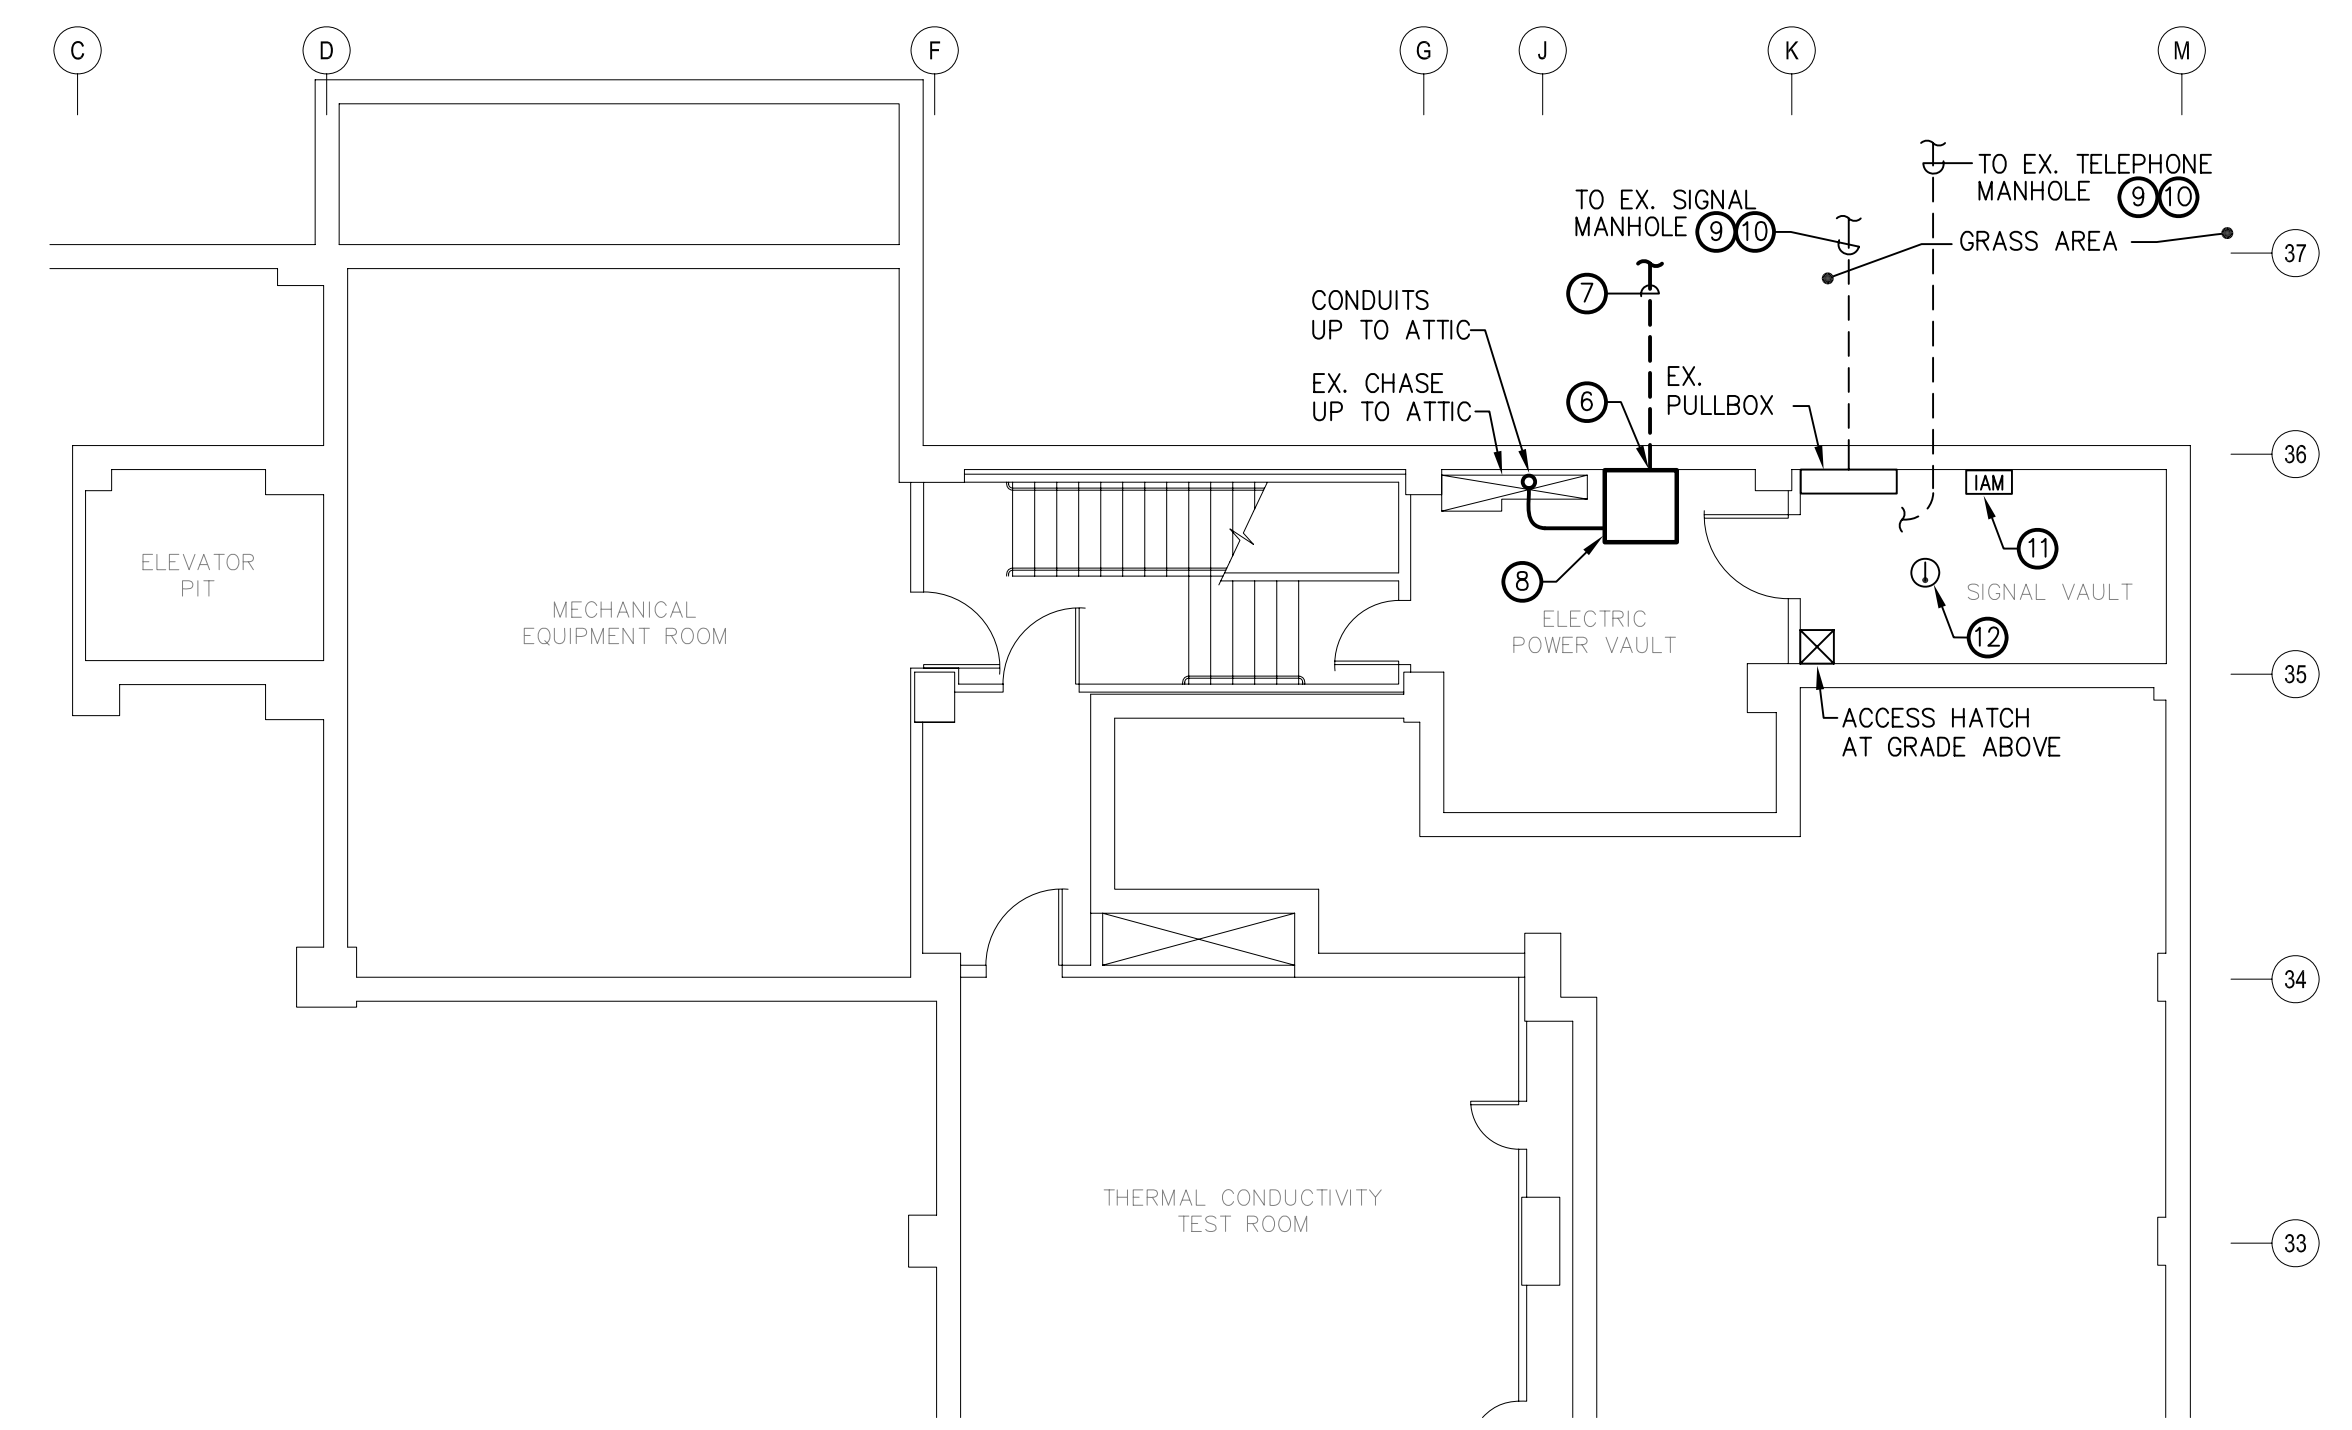 C
D
F
G
J
K
M
TO EX. TELEPHONE
MANHOLE 9 10
TO EX. SIGNAL
MANHOLE 9 10
GRASS AREA
37
7
CONDUITS
UP TO ATTIC
EX. CHASE
UP TO ATTIC
6
EX.
PULLBOX
36
IAM
11
ELEVATOR
PIT
8
SIGNAL VAULT
MECHANICAL
EQUIPMENT ROOM
ELECTRIC
POWER VAULT
12
35
ACCESS HATCH
AT GRADE ABOVE
34
THERMAL CONDUCTIVITY
TEST ROOM
33